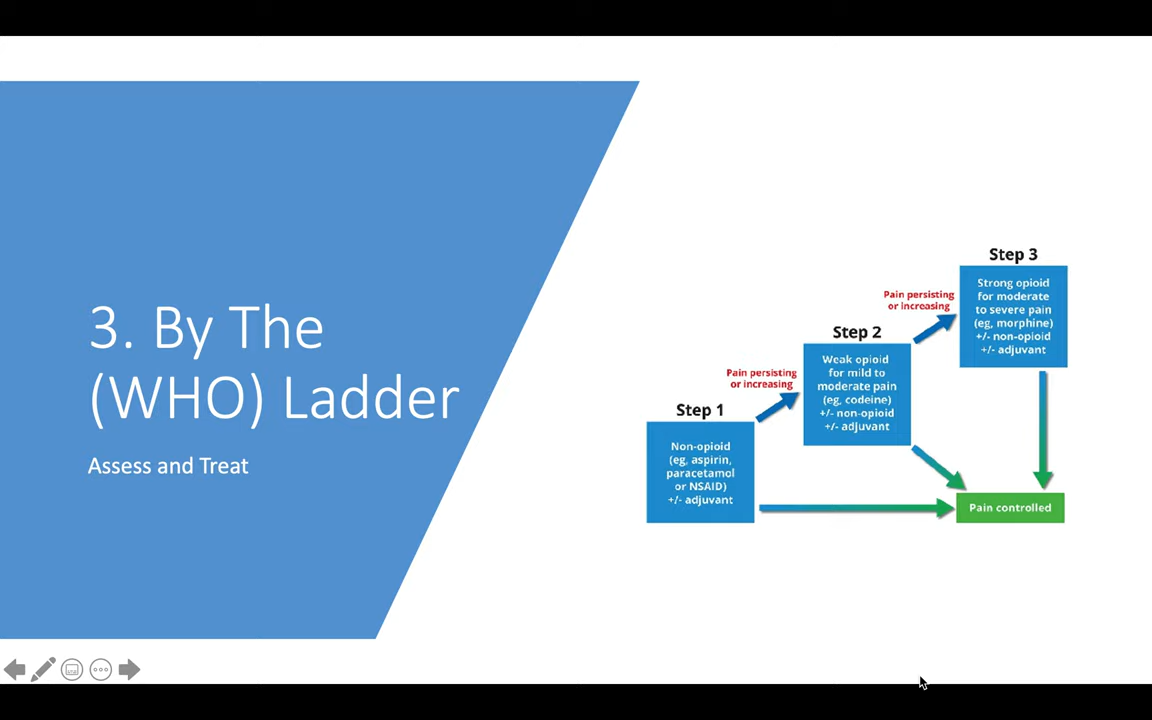 3. By The
(WHO) Ladder
Assess and Treat
Step 1
Non-opioid
(eg, aspirin,
paracetamol
or NSAID)
+/- adjuvant
Pain persisting
or increasing
Step 2
Weak opioid
for mild to
moderate pain
(eg, codeine)
+/- non-opioid
+/- adjuvant
Pain persisting
or increasing
Step 3
Strong opioid
for moderate
to severe pain
(eg, morphine)
+/- non-opioid
+/- adjuvant
Pain controlled